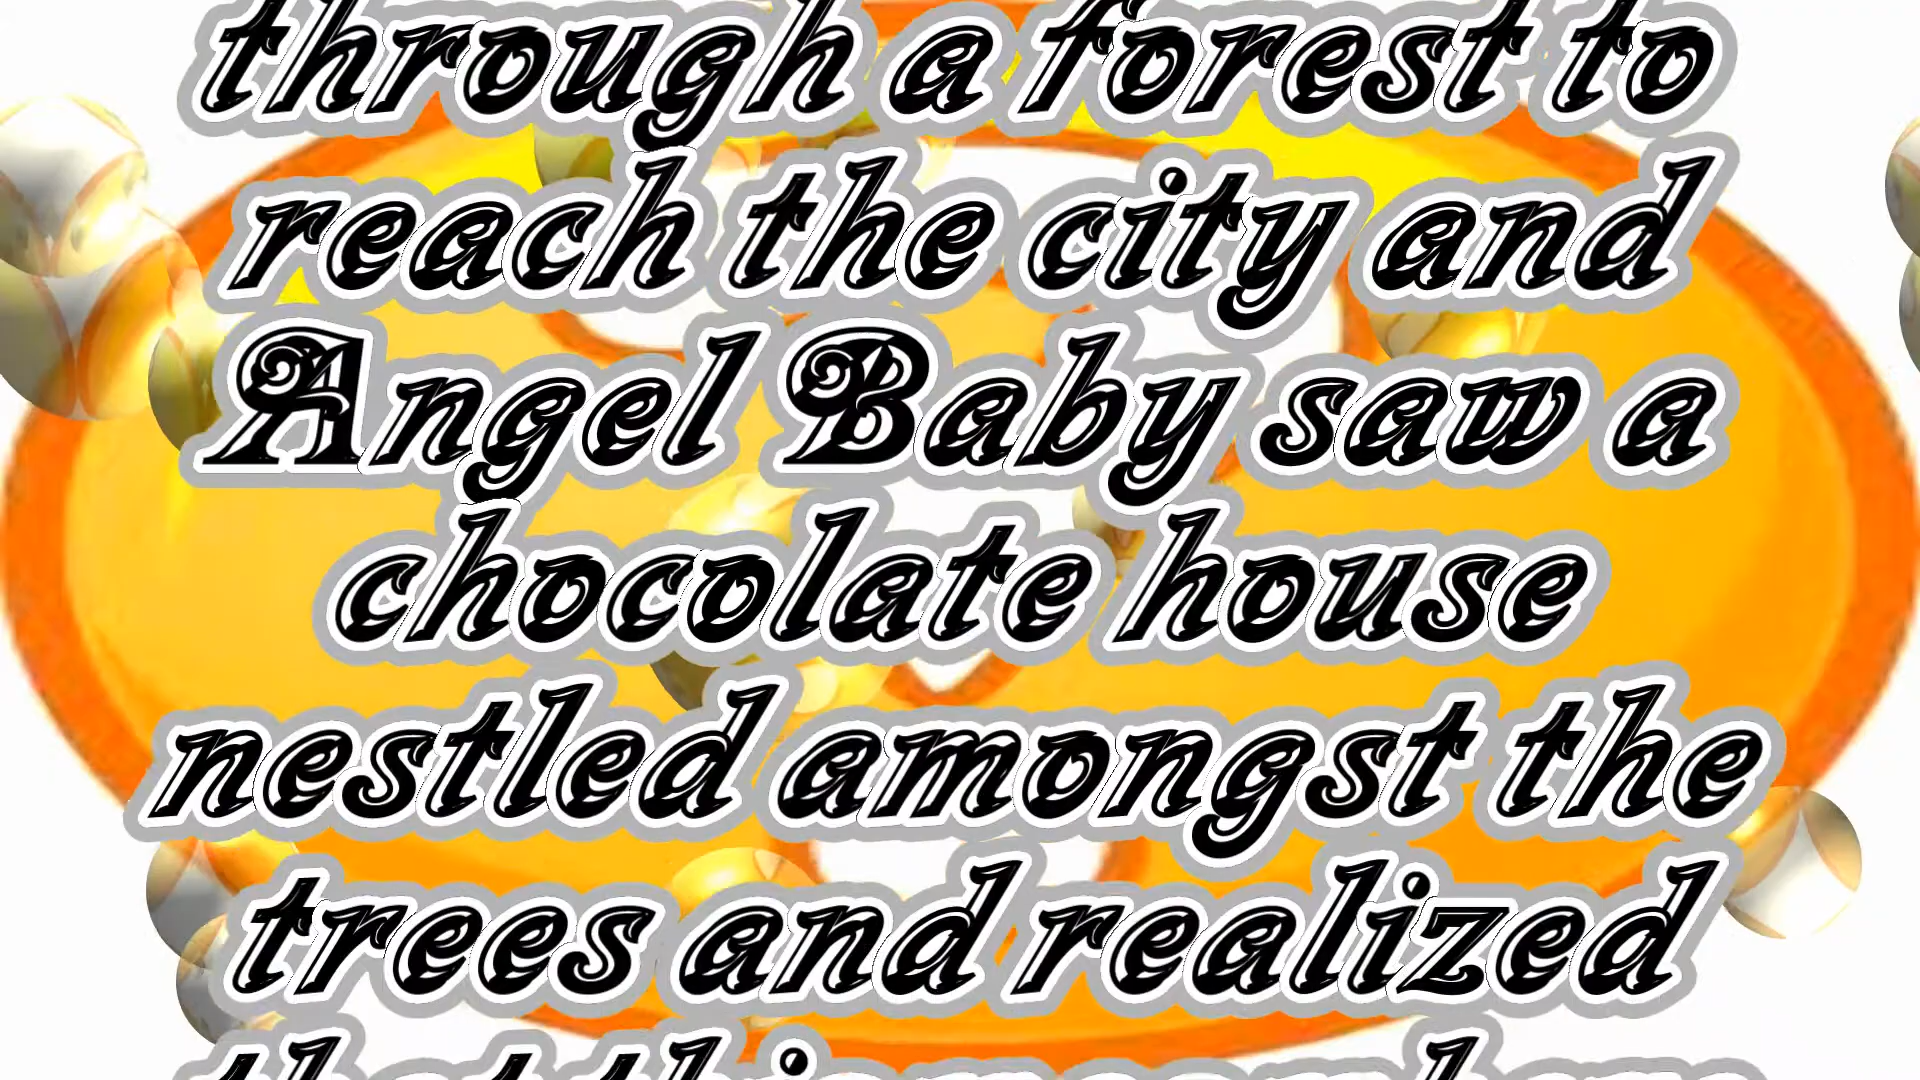 through a forest to
reach the city and
Angel Baby saw a
chocolate house
nestled amongst the
trees and realized